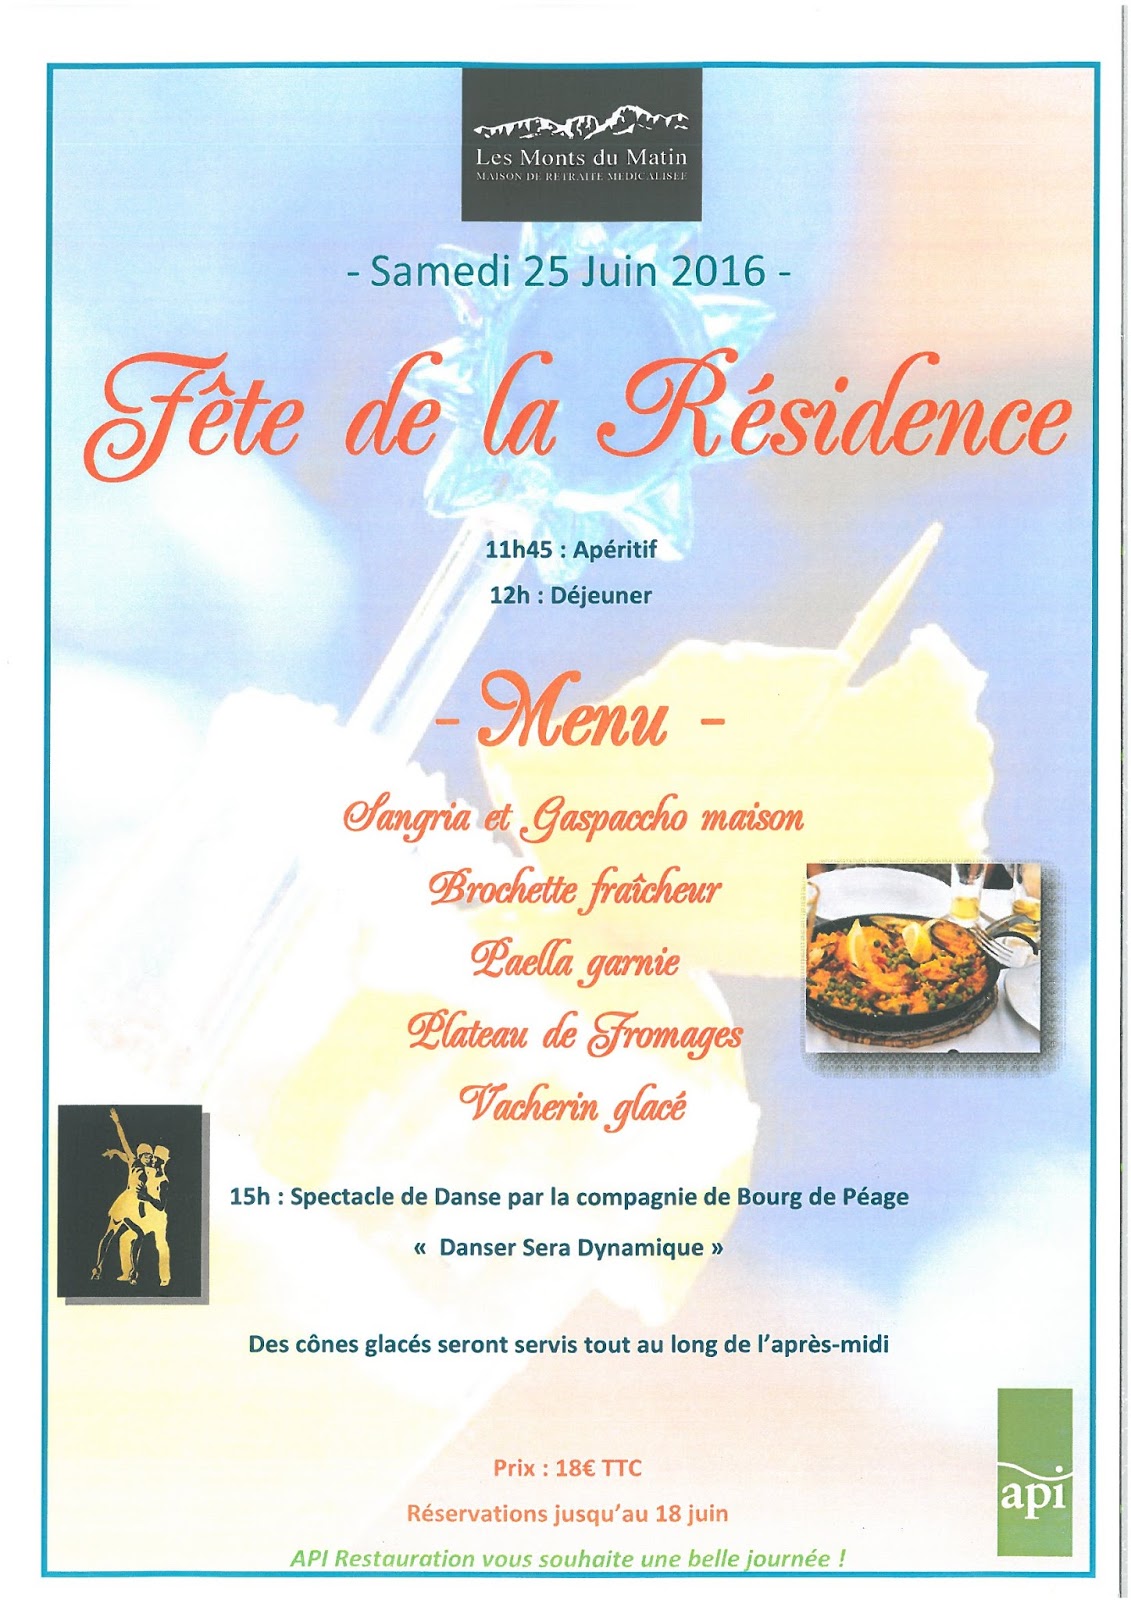 Les Monts du Matin
MAISON DE RETRAITE MEDICALISEE
- Samedi 25 Juin 2016 -
Fête de la Résidence
11h45 : Apéritif
12h : Déjeuner
- Menu -
Sangria et Gaspaccho maison
Brochette fraîcheur
Paella garnie
Plateau de Fromages
Vacherin glacé
15h : Spectacle de Danse par la compagnie de Bourg de Péage
« Danser Sera Dynamique »
Des cônes glacés seront servis tout au long de l'après-midi
api
Prix : 18€ TTC
Réservations jusqu'au 18 juin
API Restauration vous souhaite une belle journée !